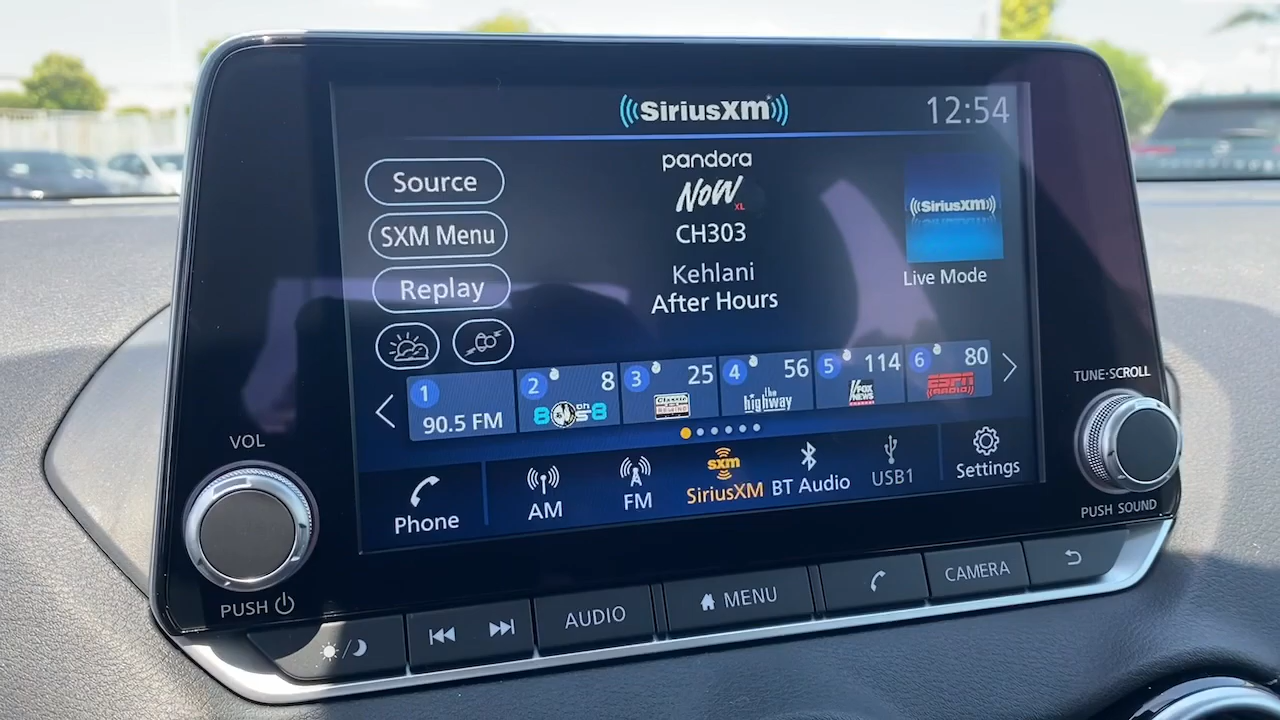 SiriusXM
12:54
Source
SXM Menu
Replay
pandora
NOW
XL
CH303
Kehlani
After Hours
SiriusXM
Live Mode
1
90.5 FM
2
8
80s on 8
3
25
Classic
REWIND
4
56
the
highway
5
114
FOX
NEWS
6
80
ESPN
RADIO
Phone
AM
FM
sxm
SiriusXM
BT Audio
USB1
Settings
VOL
PUSH
TUNE·SCROLL
PUSH SOUND
AUDIO
MENU
CAMERA